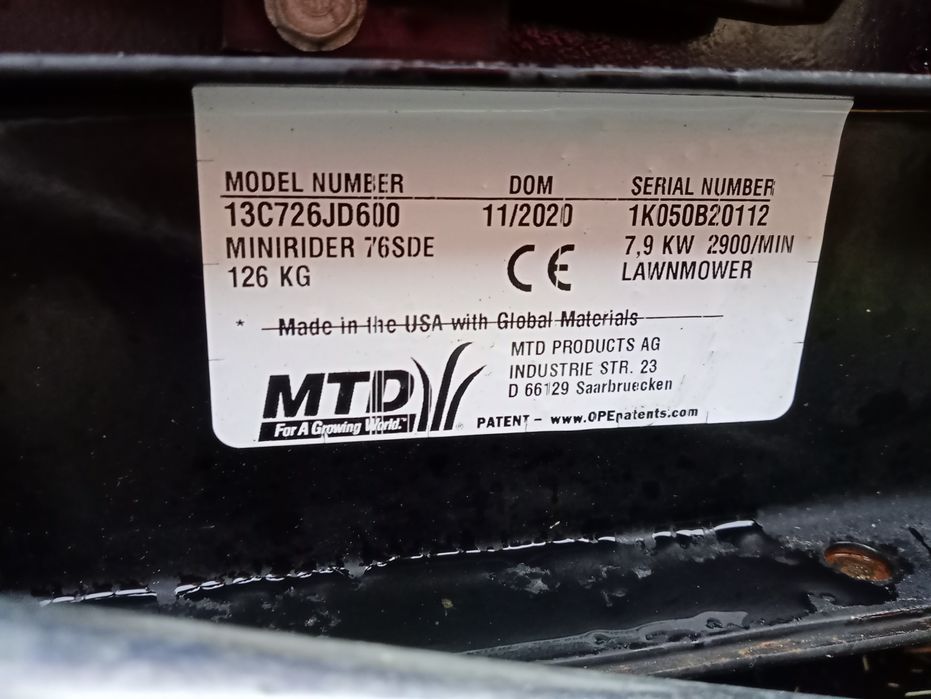 MODEL NUMBER DOM SERIAL NUMBER
13C726JD600 11/2020 1K050B20112
MINIRIDER 76SDE CE 7,9 KW 2900/MIN
126 KG LAWNMOWER
* Made in the USA with Global Materials
MTD PRODUCTS AG
INDUSTRIE STR. 23
D 66129 Saarbruecken
MTD
For A Growing World.™
PATENT - www.OPEpatents.com